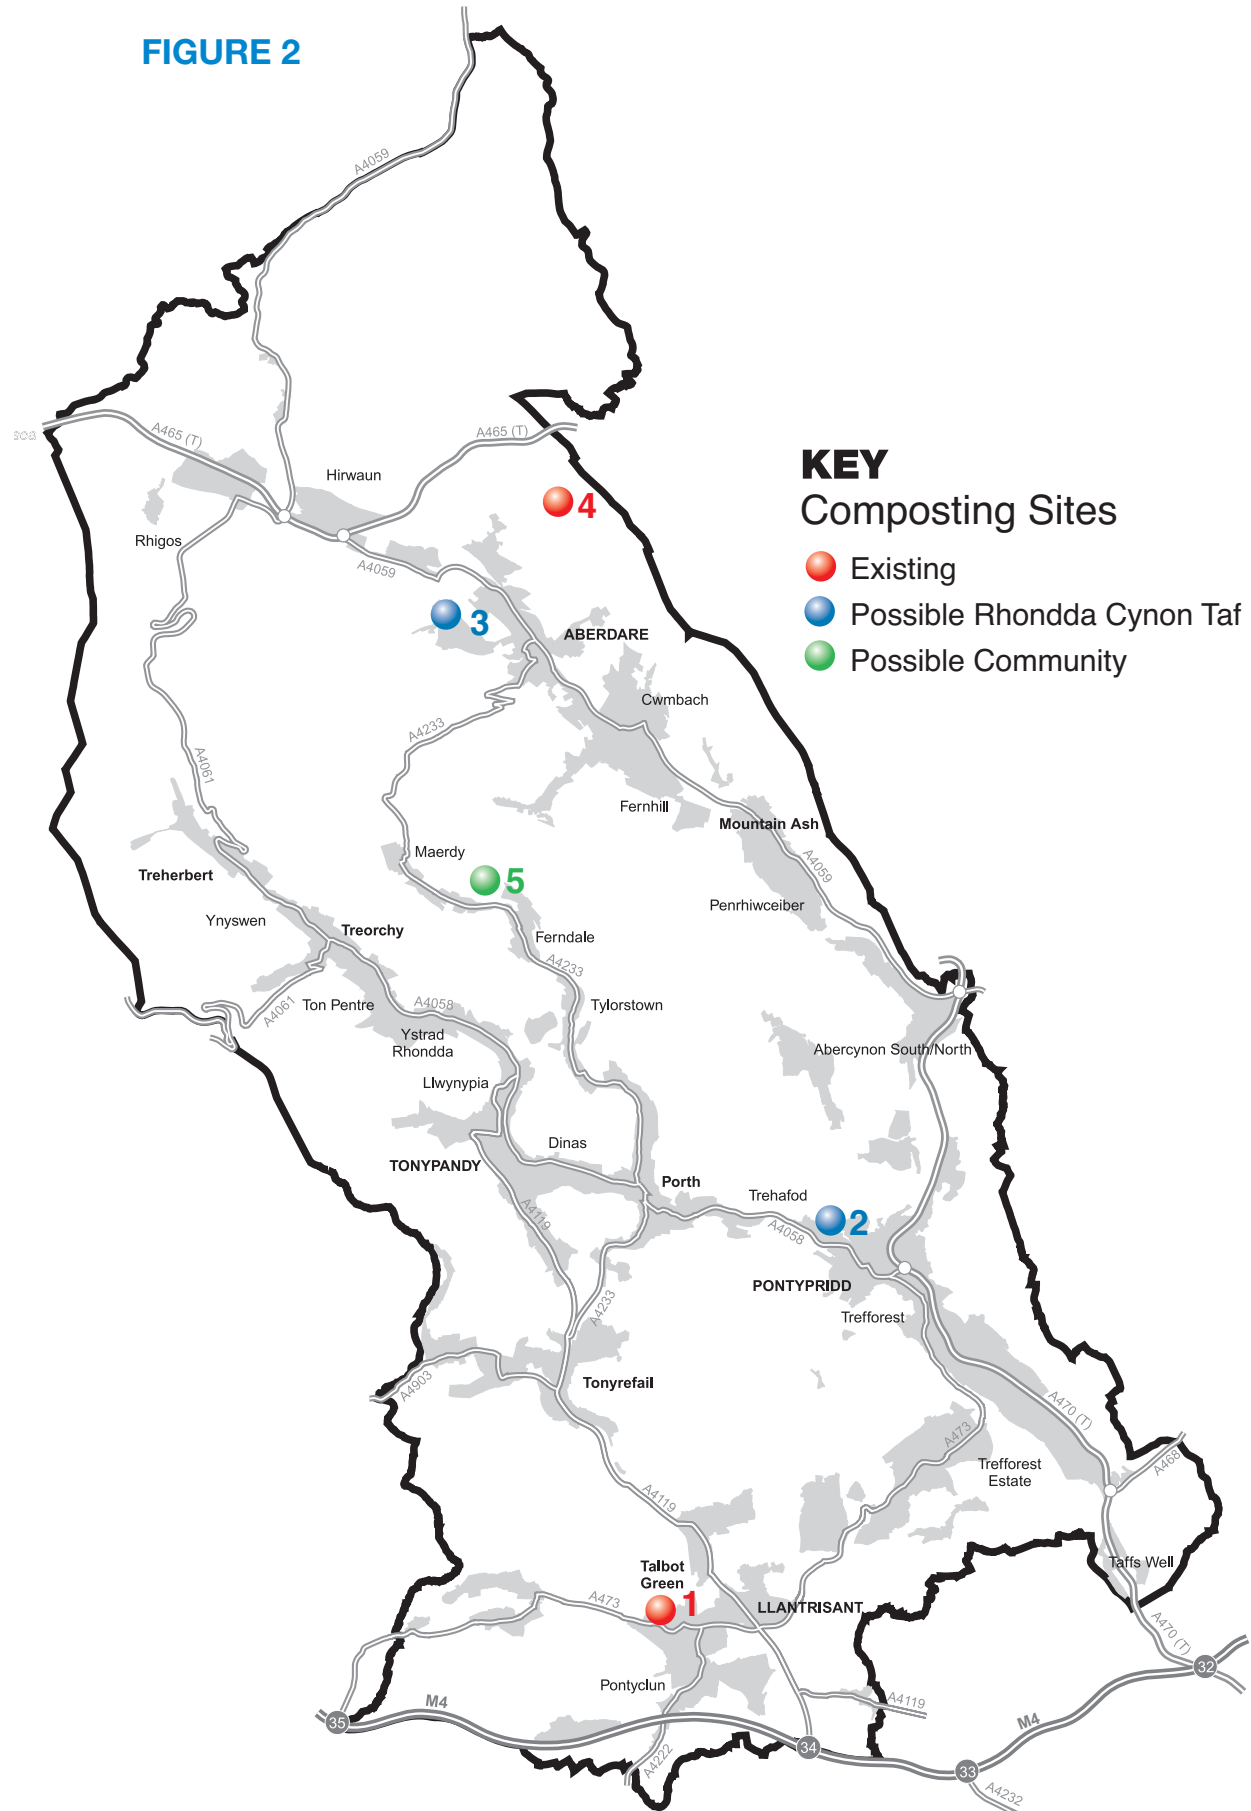 FIGURE 2
A4059
A465 (T)
A465 (T)
Hirwaun
KEY
Composting Sites
Existing
Possible Rhondda Cynon Taf
Possible Community
4
Rhigos
A4059
3
ABERDARE
Cwmbach
A4233
A4061
Fernhill
Mountain Ash
Maerdy
A4059
Treherbert
5
Penrhiwceiber
Ynyswen
Treorchy
Ferndale
A4233
A4061
Ton Pentre
A4058
Tylorstown
Ystrad
Rhondda
Abercynon South/North
Llwynypia
Dinas
TONYPANDY
Porth
Trehafod
A4119
A4058
2
PONTYPRIDD
A4233
Trefforest
A4903
Tonyrefail
A470 (T)
A473
A468
Trefforest
Estate
A4119
Talbot
Green
Taffs Well
A473
1
LLANTRISANT
A470 (T)
32
Pontyclun
M4
A4119
35
M4
34
A4222
33
A4232